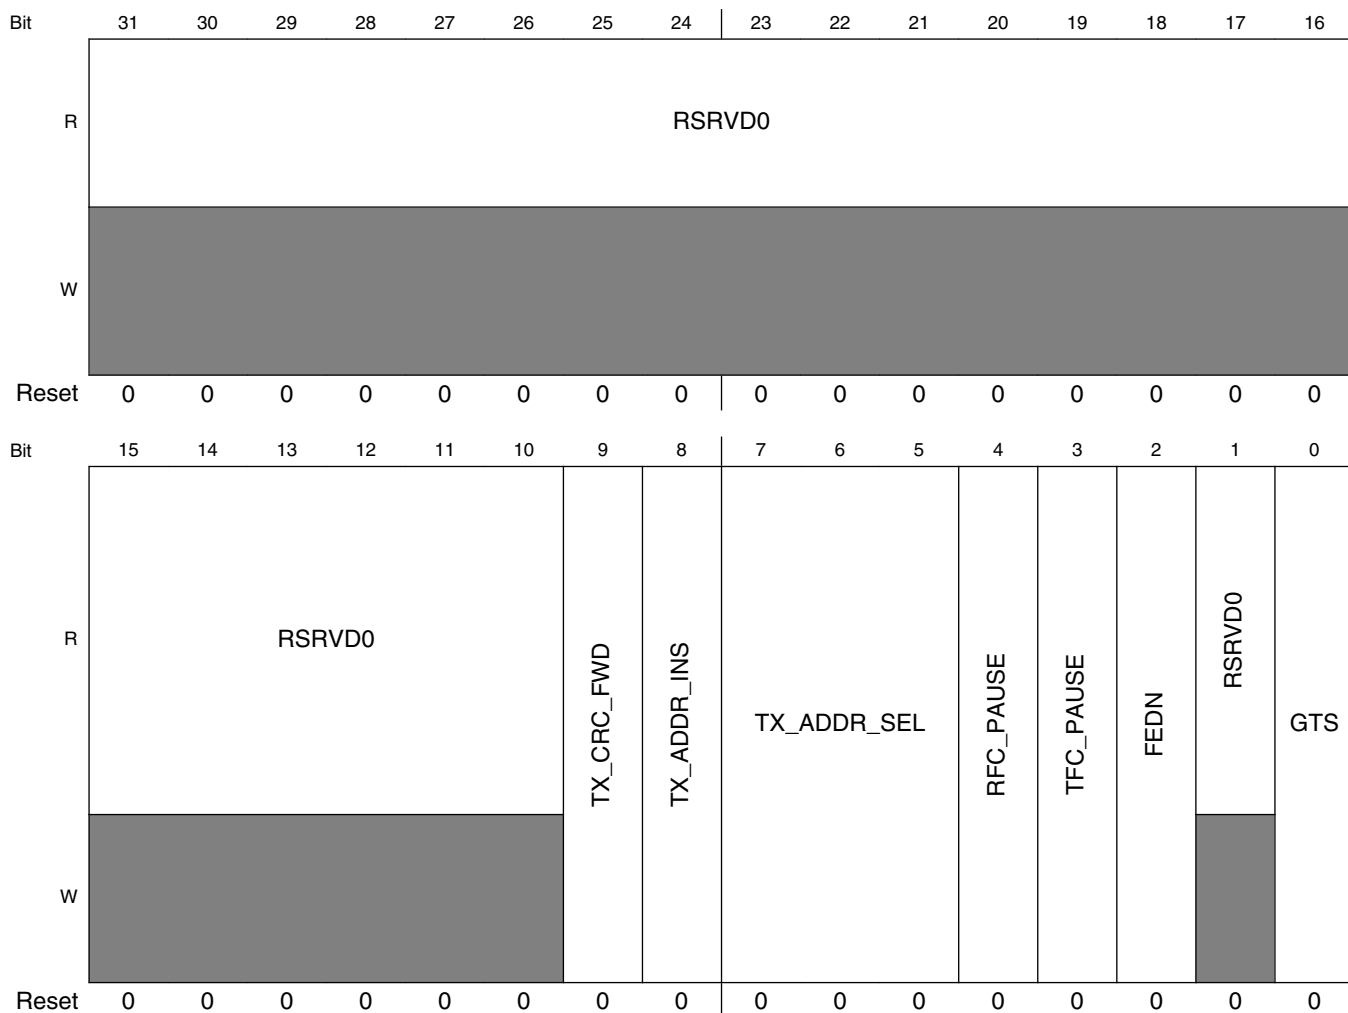 Bit 31 30 29 28 27 26 25 24 23 22 21 20 19 18 17 16
R RSRVD0
W
Reset 0 0 0 0 0 0 0 0 0 0 0 0 0 0 0 0
Bit 15 14 13 12 11 10 9 8 7 6 5 4 3 2 1 0
R RSRVD0 TX_CRC_FWD TX_ADDR_INS TX_ADDR_SEL RFC_PAUSE TFC_PAUSE FEDN RSRVD0 GTS
W
Reset 0 0 0 0 0 0 0 0 0 0 0 0 0 0 0 0